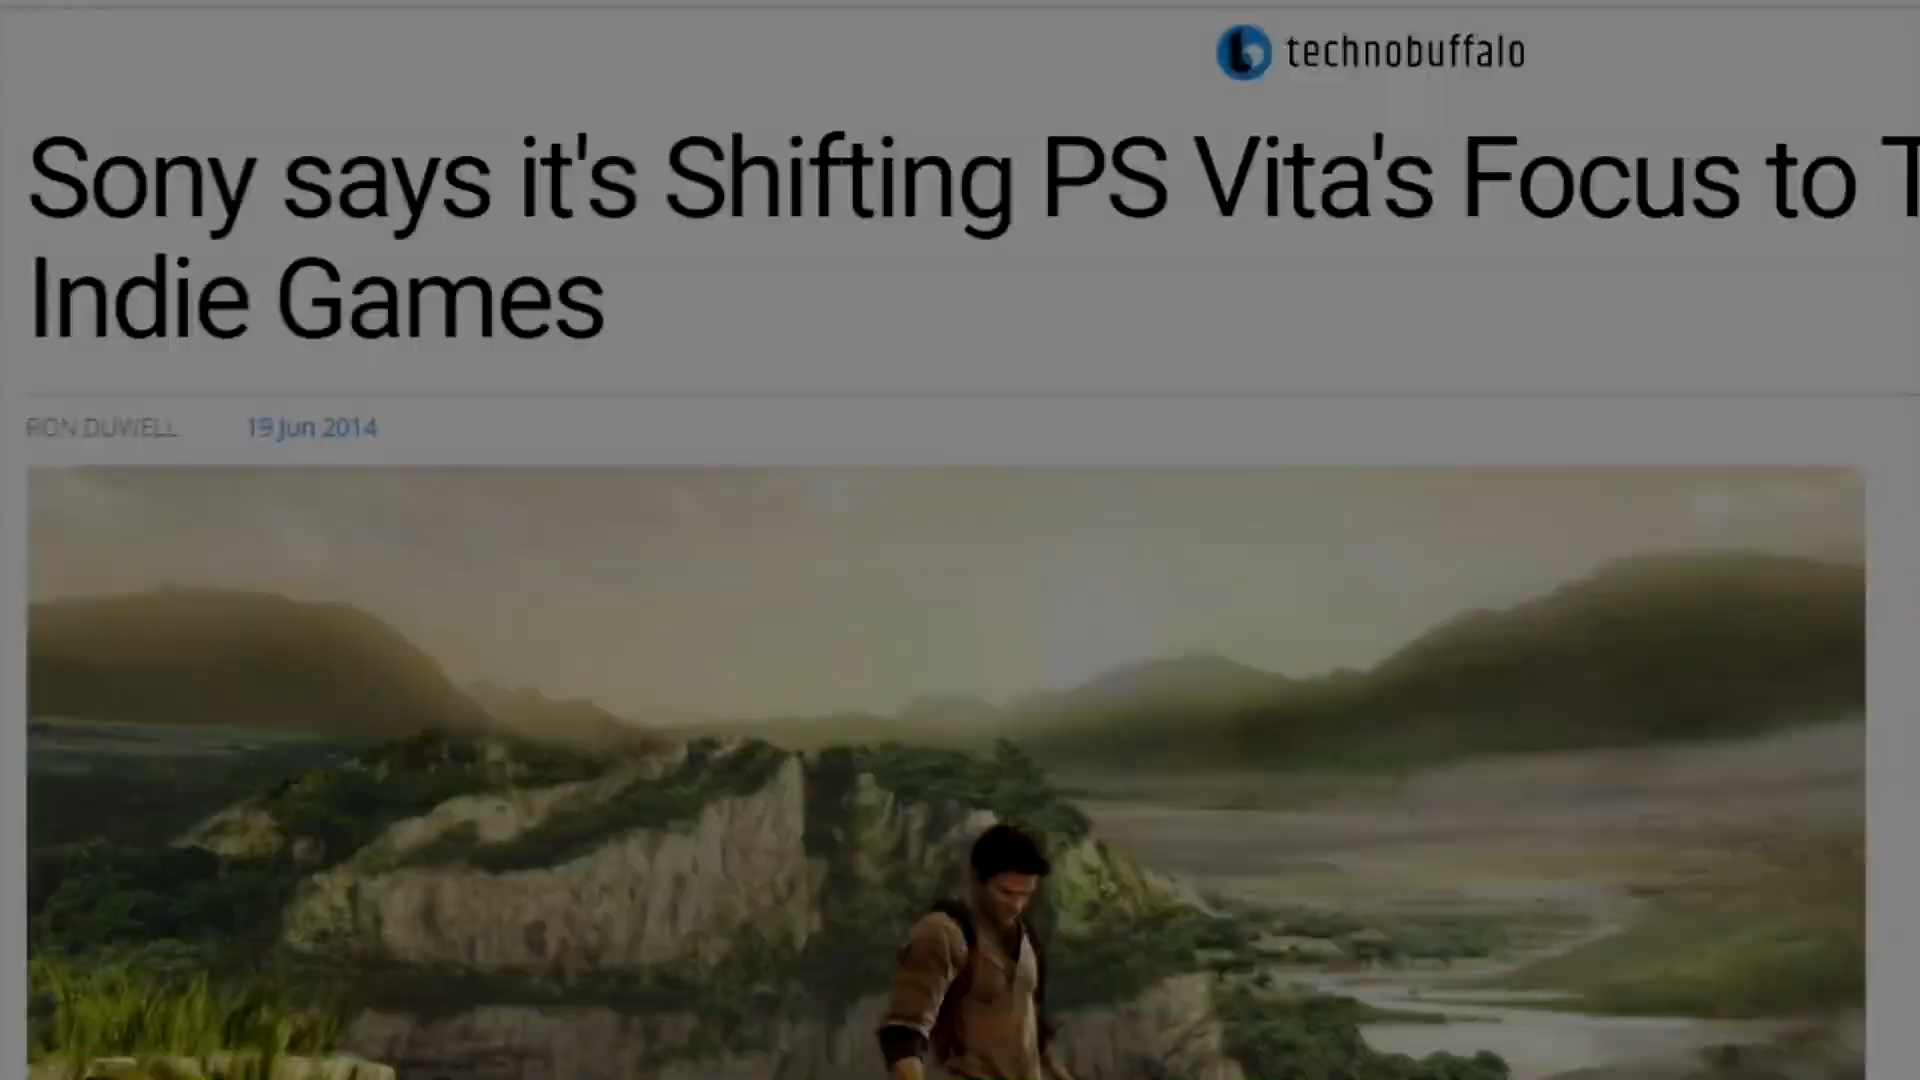 technobuffalo
Sony says it's Shifting PS Vita's Focus to
Indie Games
RON DUWELL 19 Jun 2014